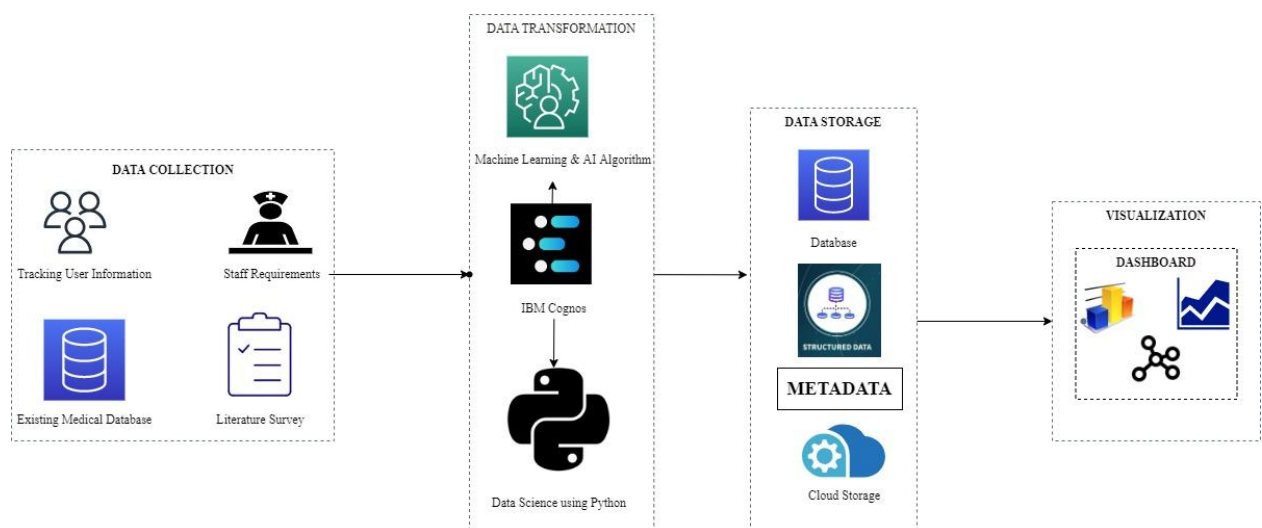 DATA COLLECTION
Tracking User Information
Staff Requirements
Existing Medical Database
Literature Survey
DATA TRANSFORMATION
Machine Learning & AI Algorithm
IBM Cognos
Data Science using Python
DATA STORAGE
Database
STRUCTURED DATA
METADATA
Cloud Storage
VISUALIZATION
DASHBOARD